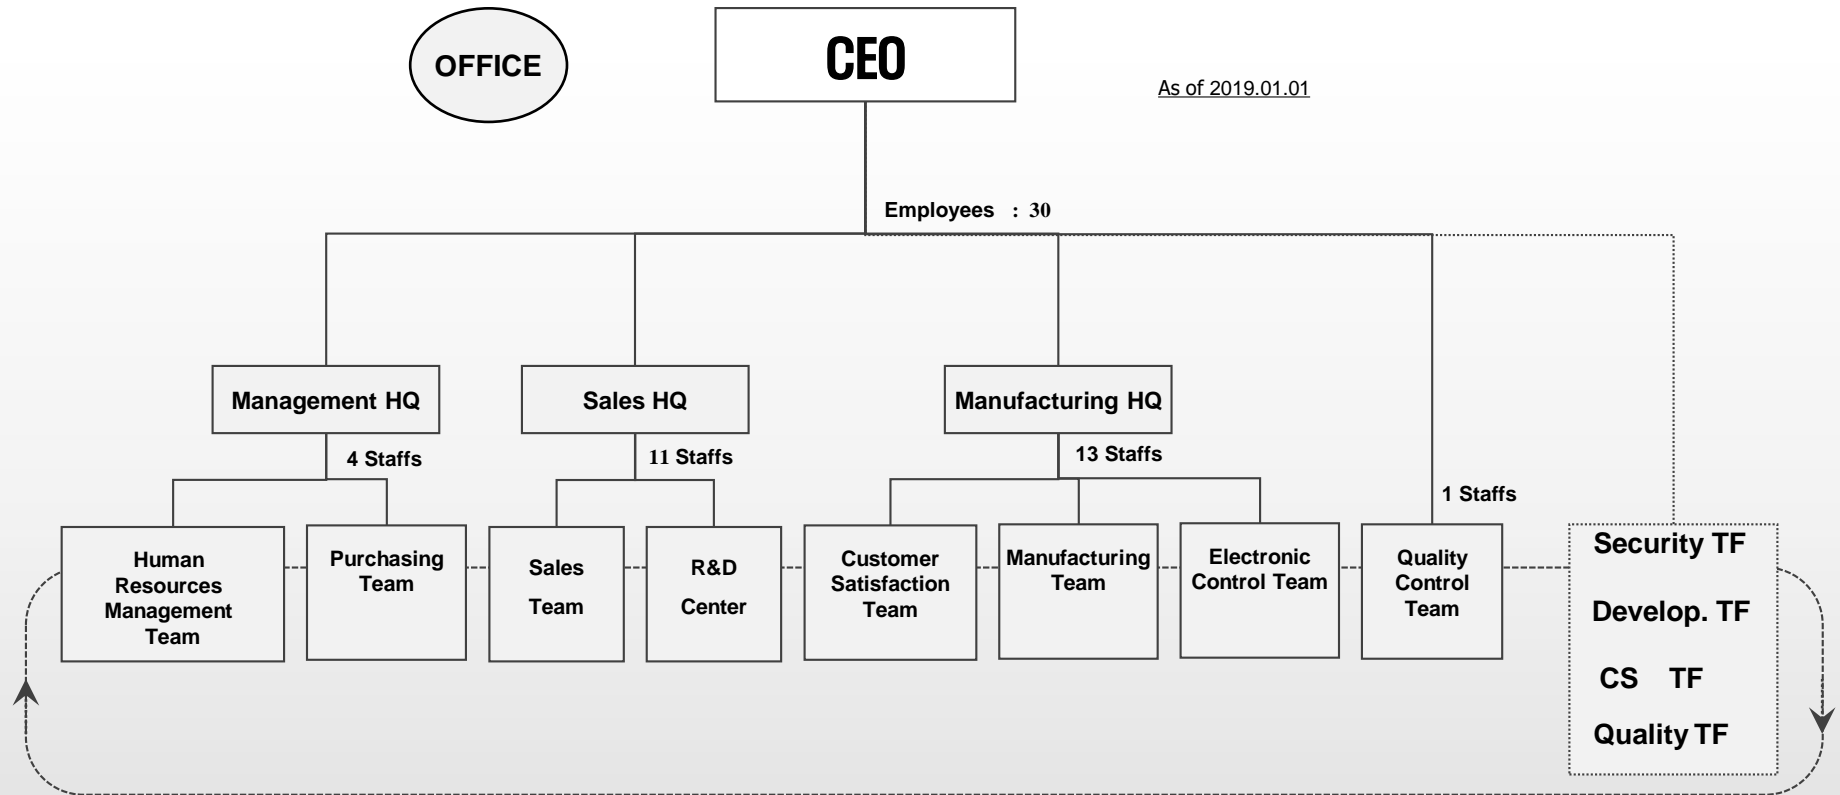 OFFICE
CEO
As of 2019.01.01
Employees : 30
Management HQ
Sales HQ
Manufacturing HQ
4 Staffs
11 Staffs
13 Staffs
1 Staffs
Human
Resources
Management
Team
Purchasing
Team
Sales
Team
R&D
Center
Customer
Satisfaction
Team
Manufacturing
Team
Electronic
Control Team
Quality
Control
Team
Security TF
Develop. TF
CS TF
Quality TF